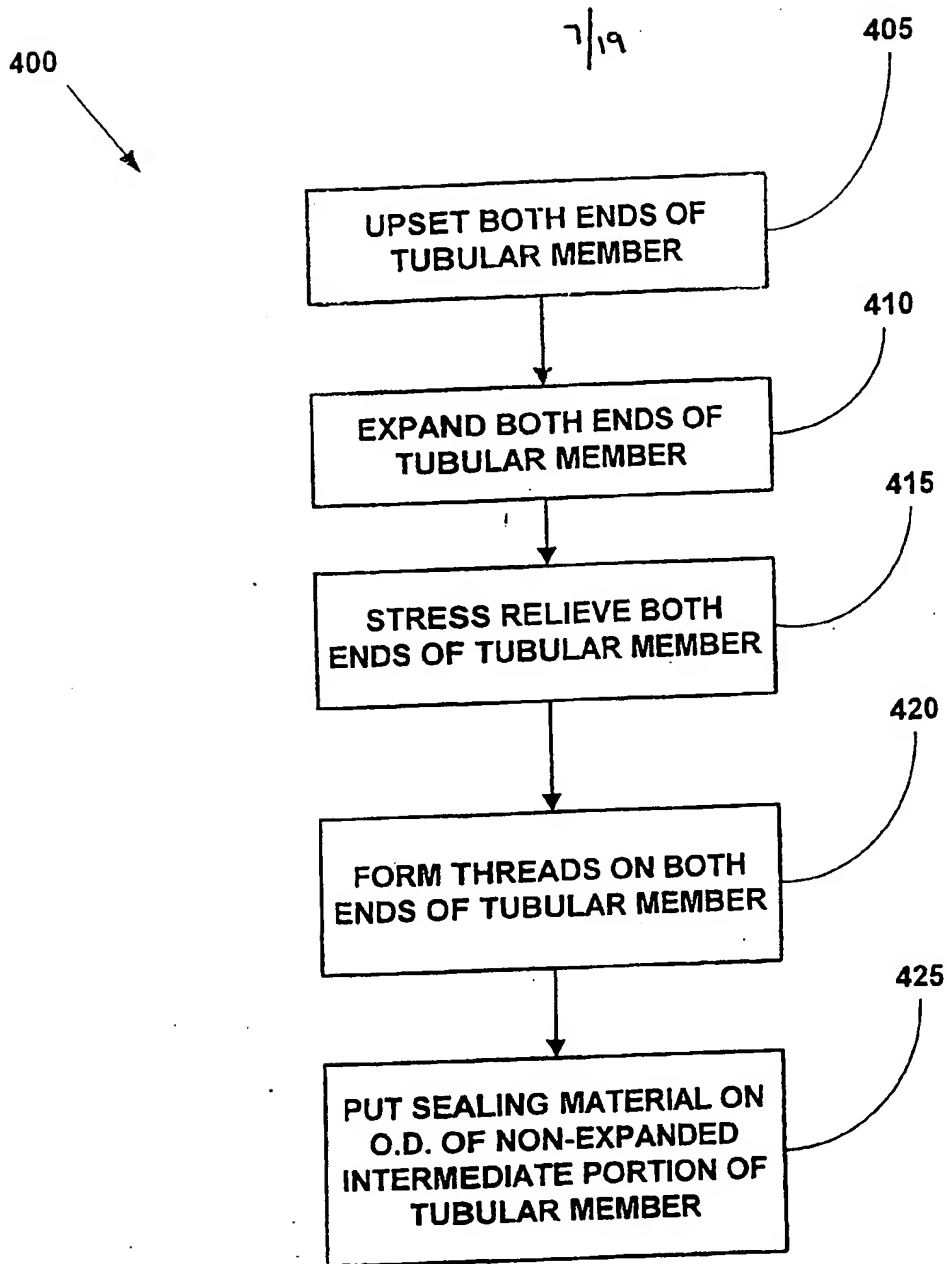 7/19
400
405
UPSET BOTH ENDS OF
TUBULAR MEMBER
410
EXPAND BOTH ENDS OF
TUBULAR MEMBER
415
STRESS RELIEVE BOTH
ENDS OF TUBULAR MEMBER
420
FORM THREADS ON BOTH
ENDS OF TUBULAR MEMBER
425
PUT SEALING MATERIAL ON
O.D. OF NON-EXPANDED
INTERMEDIATE PORTION OF
TUBULAR MEMBER